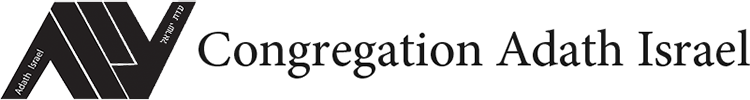 Adath Israel
עדת ישראל
Congregation Adath Israel